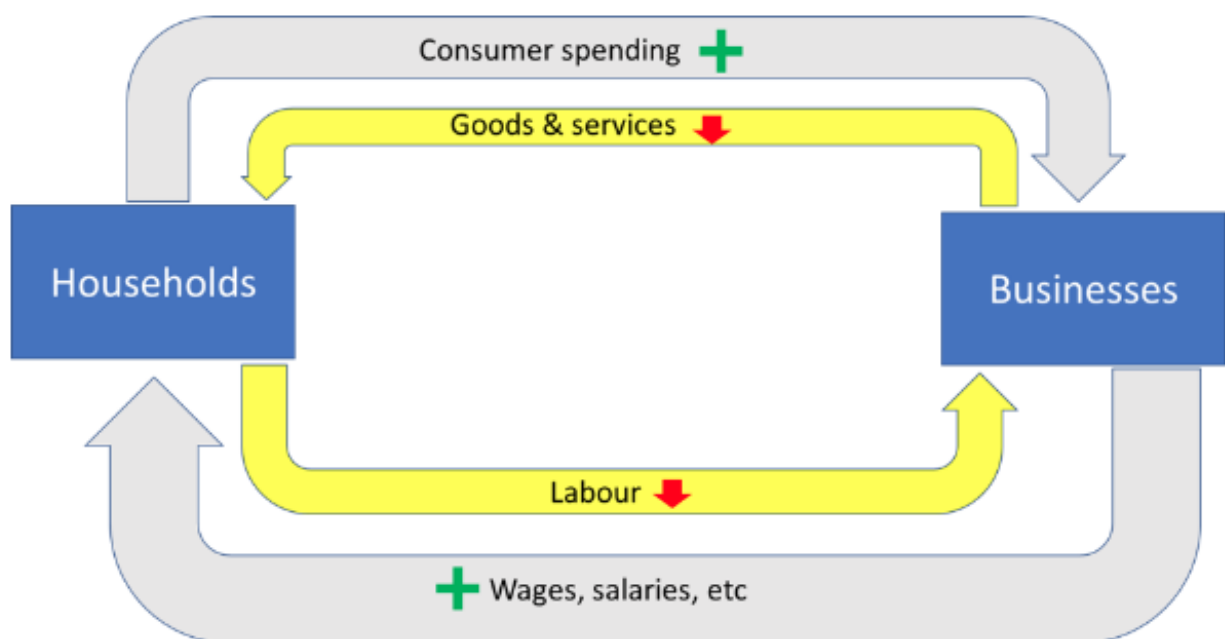 Consumer spending
Goods & services
Households
Businesses
Labour
Wages, salaries, etc